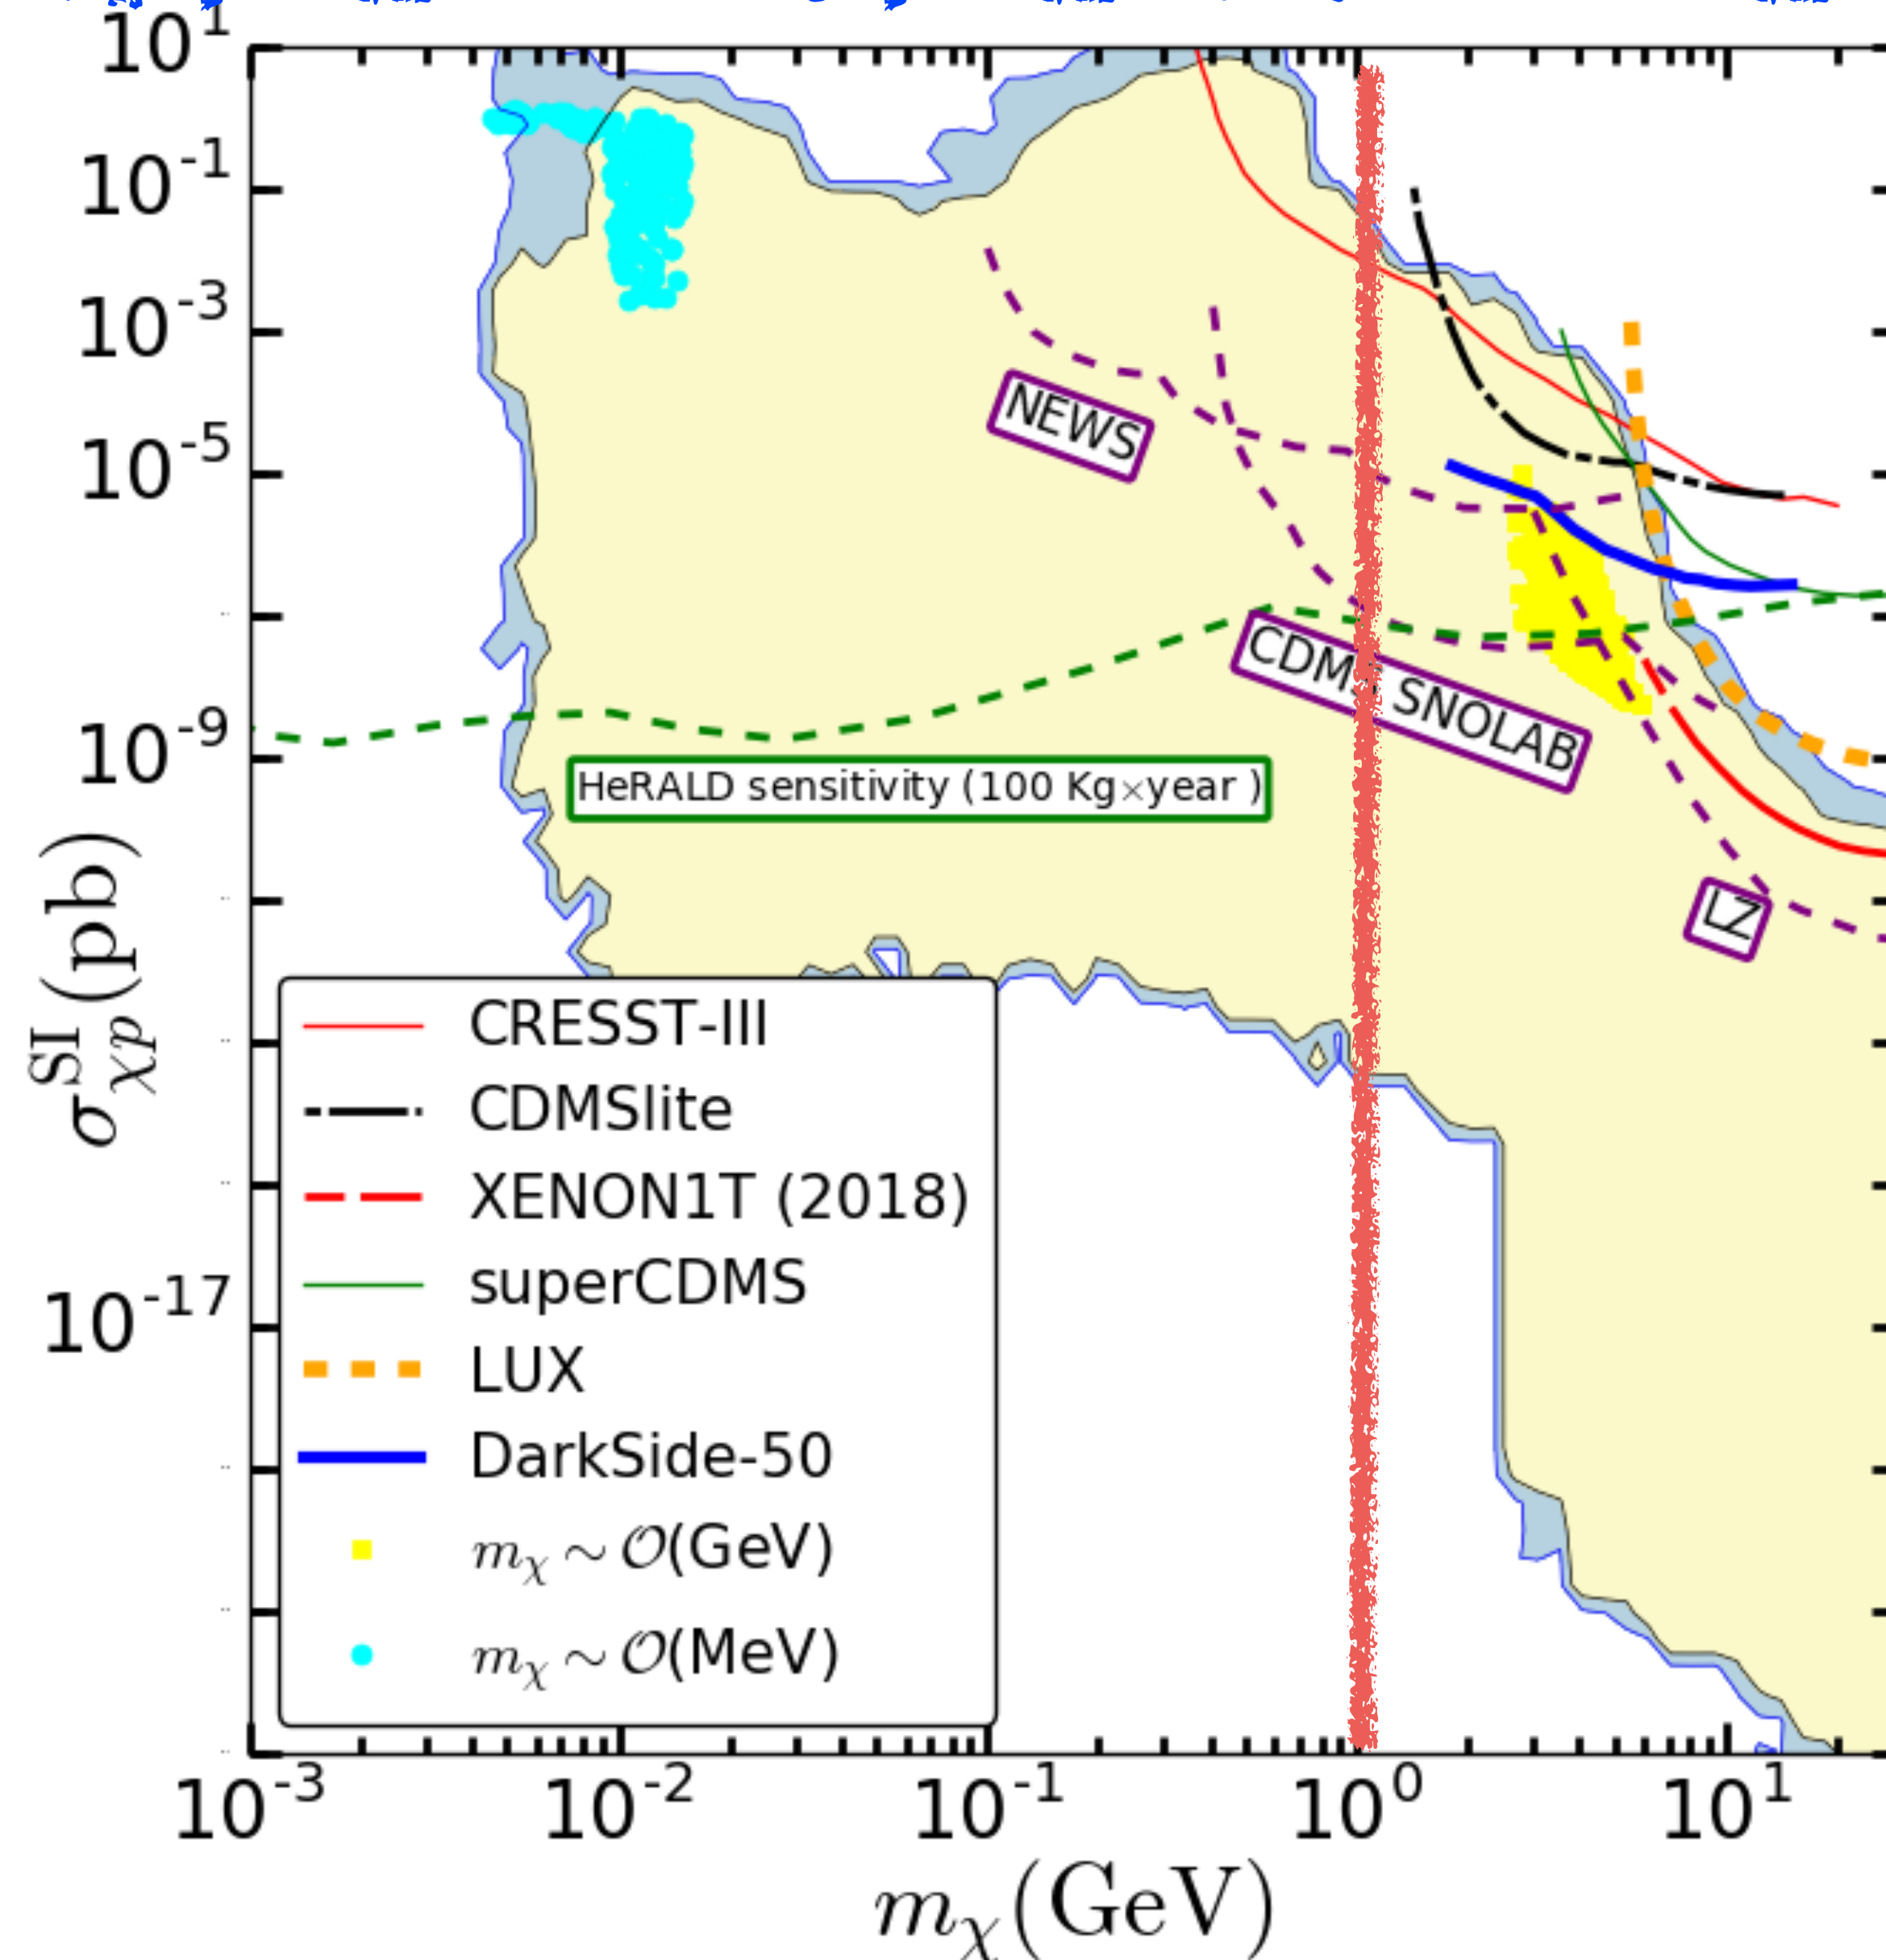 10^1
10^-1
10^-3
10^-5
10^-9
10^-17
σ_χp^SI (pb)
NEWS
CDMS SNOLAB
HeRALD sensitivity (100 Kg×year )
LZ
CRESST-III
CDMSlite
XENON1T (2018)
superCDMS
LUX
DarkSide-50
m_χ ~ 𝒪(GeV)
m_χ ~ 𝒪(MeV)
10^-3 10^-2 10^-1 10^0 10^1
m_χ (GeV)